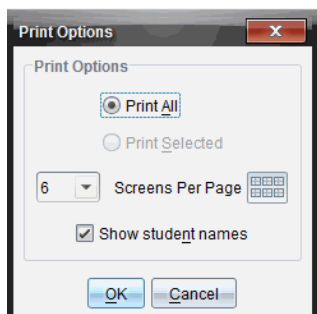 Print Options
Print Options
Print All
Print Selected
6 Screens Per Page
Show student names
OK Cancel